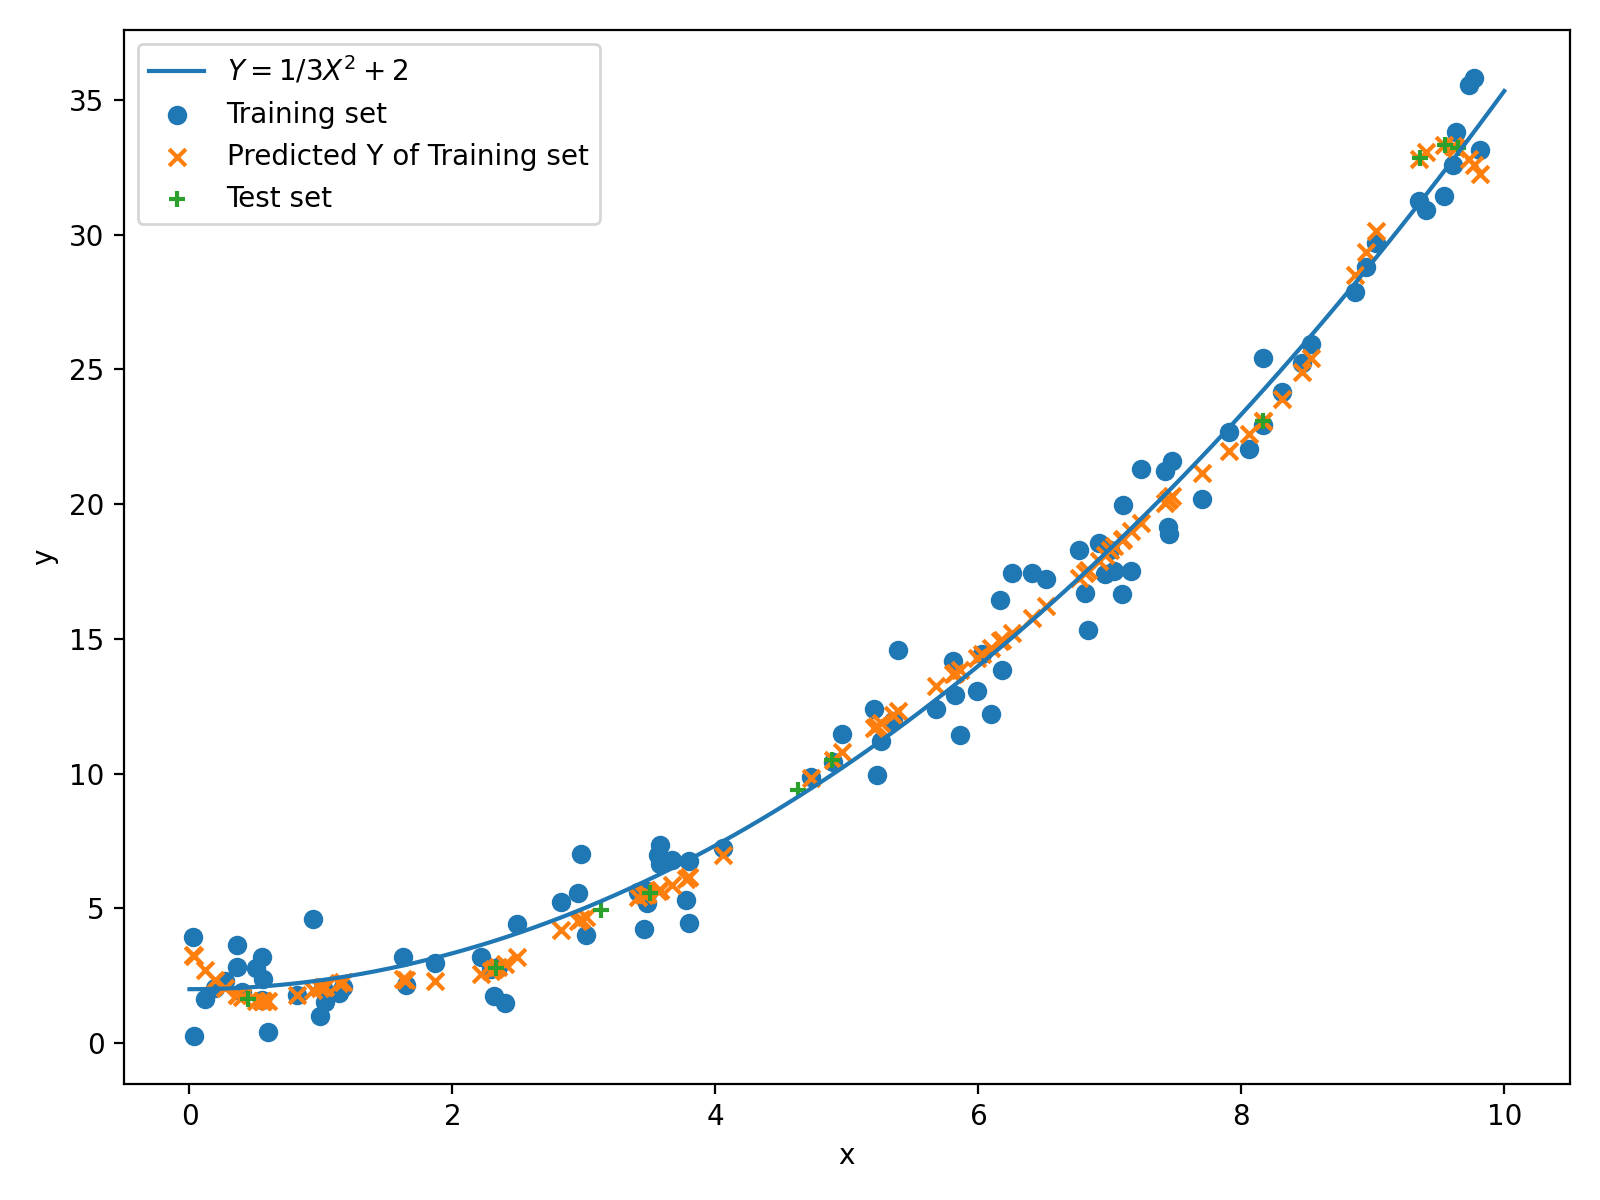 Y = 1/3X² + 2
Training set
Predicted Y of Training set
Test set
35
30
25
20
15
10
5
0
y
0 2 4 6 8 10
x